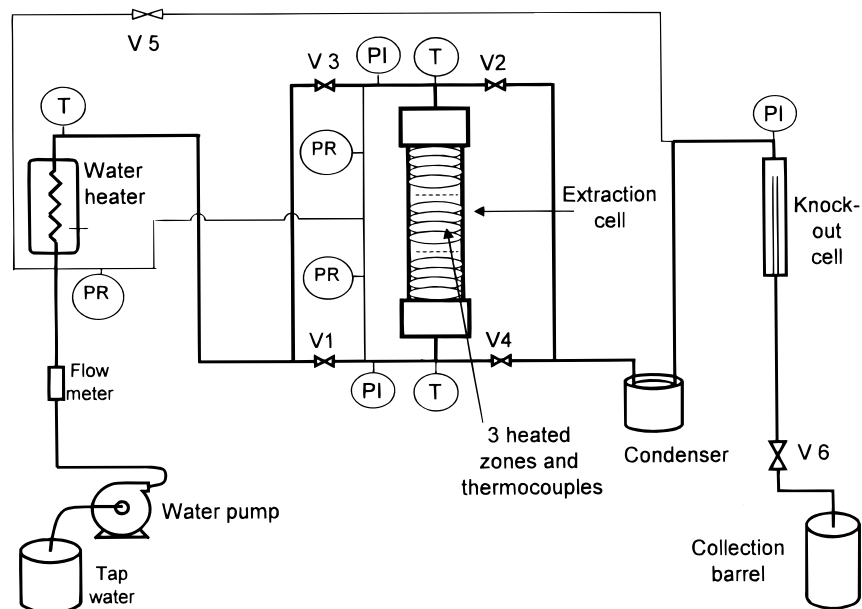 V 5
V 3
PI
T
V2
T
PI
Water
heater
PR
Extraction
cell
Knock-
out
cell
PR
PR
V1
V4
Flow
meter
PI
T
3 heated
zones and
thermocouples
Condenser
V 6
Water pump
Collection
barrel
Tap
water